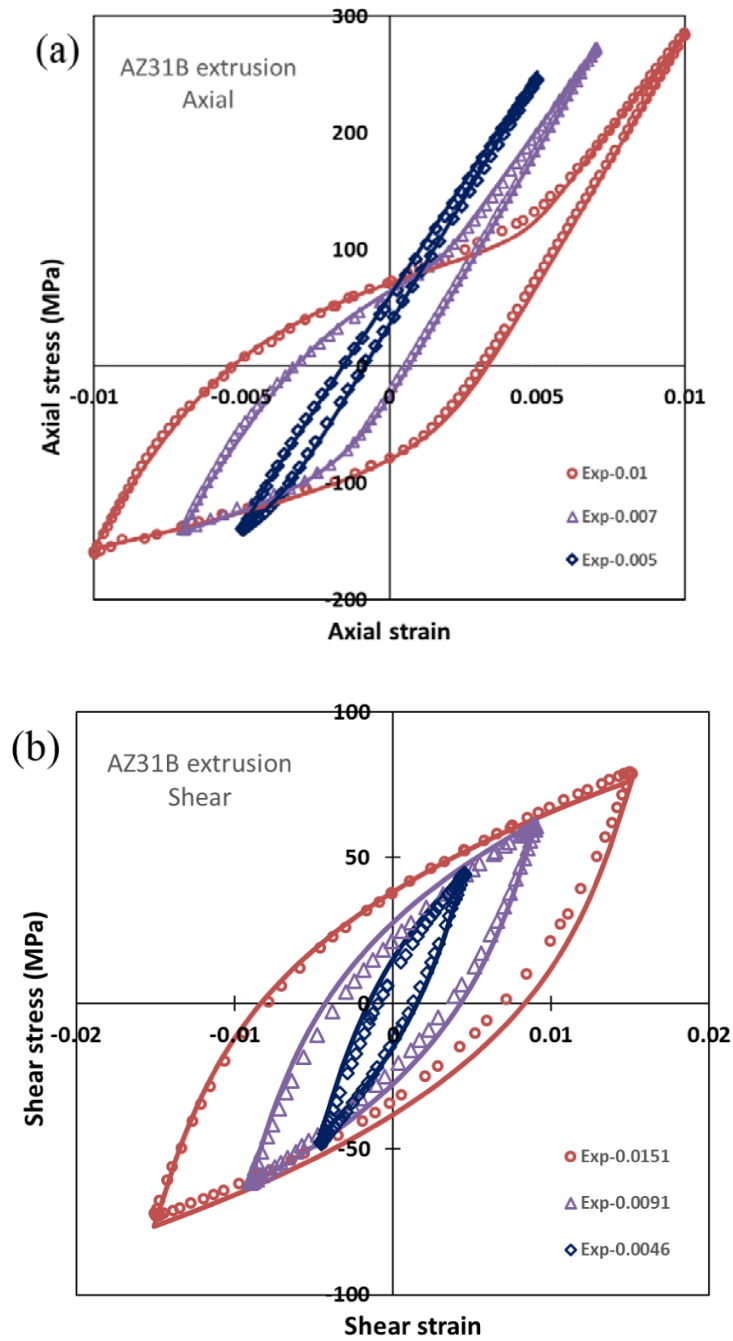 (a)
AZ31B extrusion
Axial
300
200
100
0
-0.01
-0.005
0
0.005
0.01
-100
-200
Axial stress (MPa)
Exp-0.01
Exp-0.007
Exp-0.005
Axial strain
(b)
AZ31B extrusion
Shear
100
50
0
-0.02
-0.01
0
0.01
0.02
-50
-100
Shear stress (MPa)
Exp-0.0151
Exp-0.0091
Exp-0.0046
Shear strain